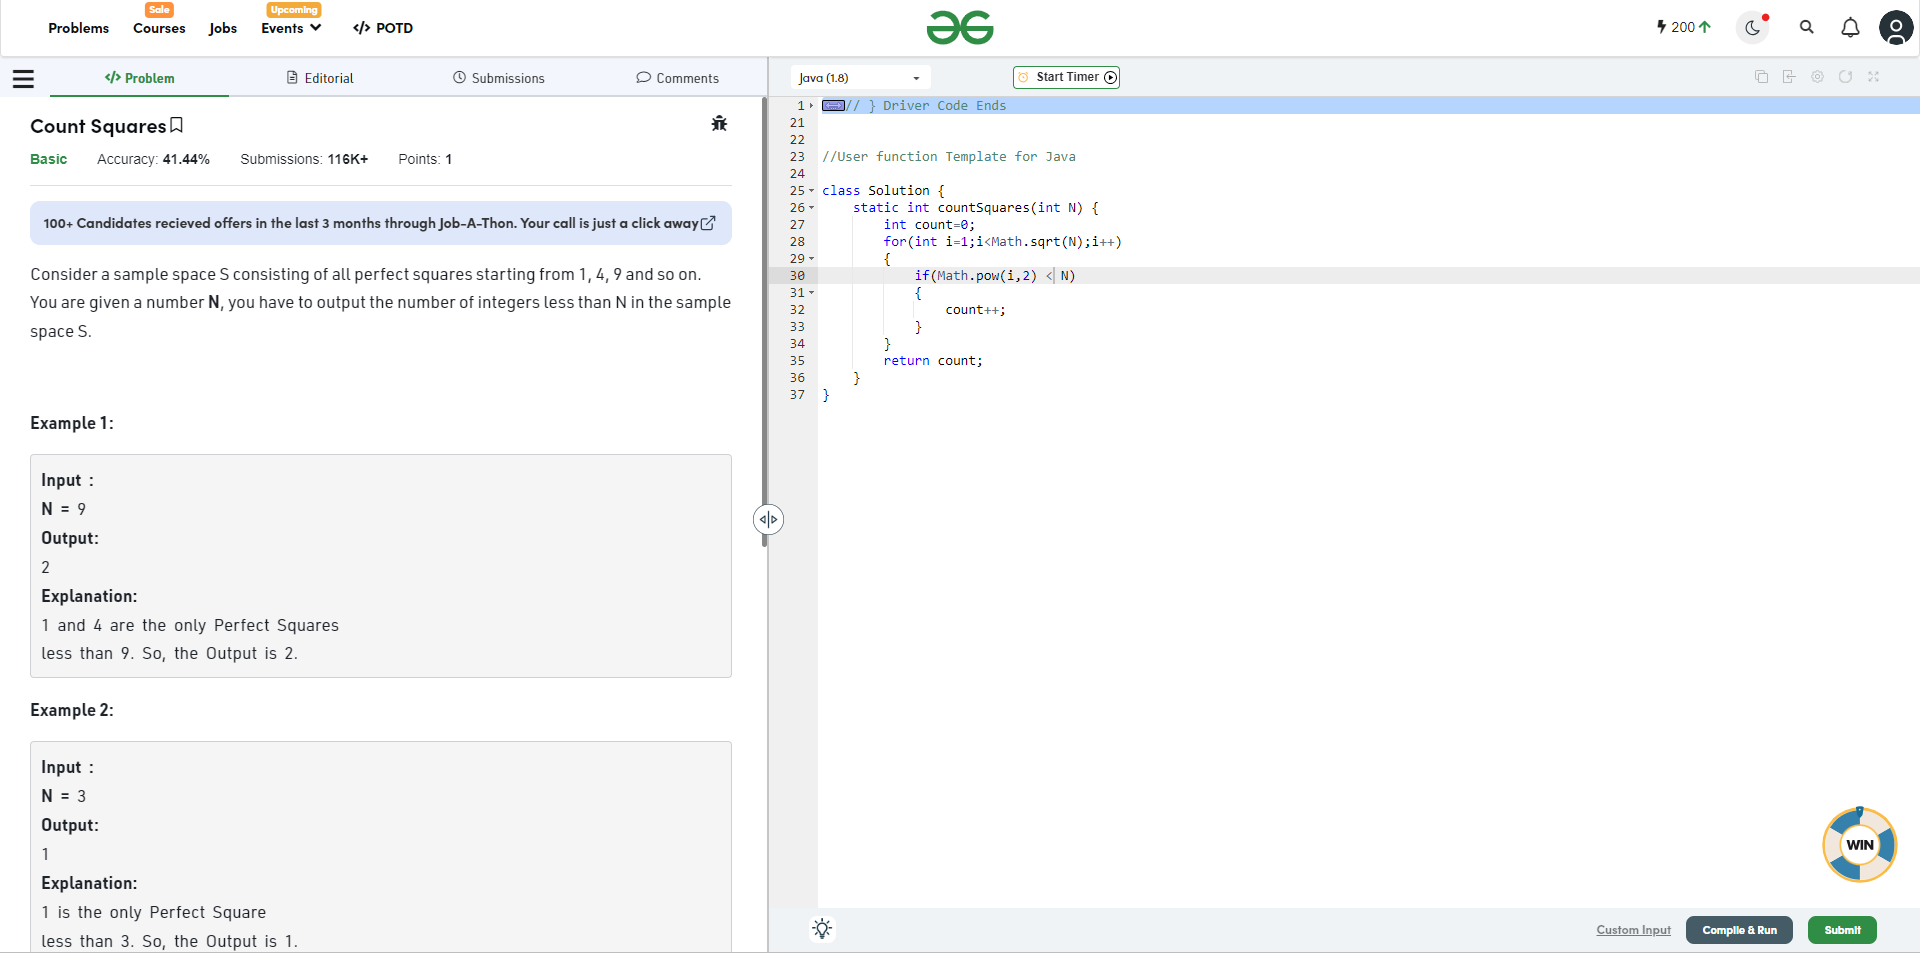 Problems
Sale
Courses
Jobs
Upcoming
Events
</> POTD
200
</> Problem
Editorial
Submissions
Comments
Java (1.8)
Start Timer
Count Squares
Basic Accuracy: 41.44% Submissions: 116K+ Points: 1
100+ Candidates recieved offers in the last 3 months through Job-A-Thon. Your call is just a click away
Consider a sample space S consisting of all perfect squares starting from 1, 4, 9 and so on.
You are given a number N, you have to output the number of integers less than N in the sample
space S.
Example 1:
Input :
N = 9
Output:
2
Explanation:
1 and 4 are the only Perfect Squares
less than 9. So, the Output is 2.
Example 2:
Input :
N = 3
Output:
1
Explanation:
1 is the only Perfect Square
less than 3. So, the Output is 1.
1 // } Driver Code Ends
21
22
23 //User function Template for Java
24
25 class Solution {
26 static int countSquares(int N) {
27 int count=0;
28 for(int i=1;i<Math.sqrt(N);i++)
29 {
30 if(Math.pow(i,2) < N)
31 {
32 count++;
33 }
34 }
35 return count;
36 }
37 }
WIN
Custom Input
Compile & Run
Submit